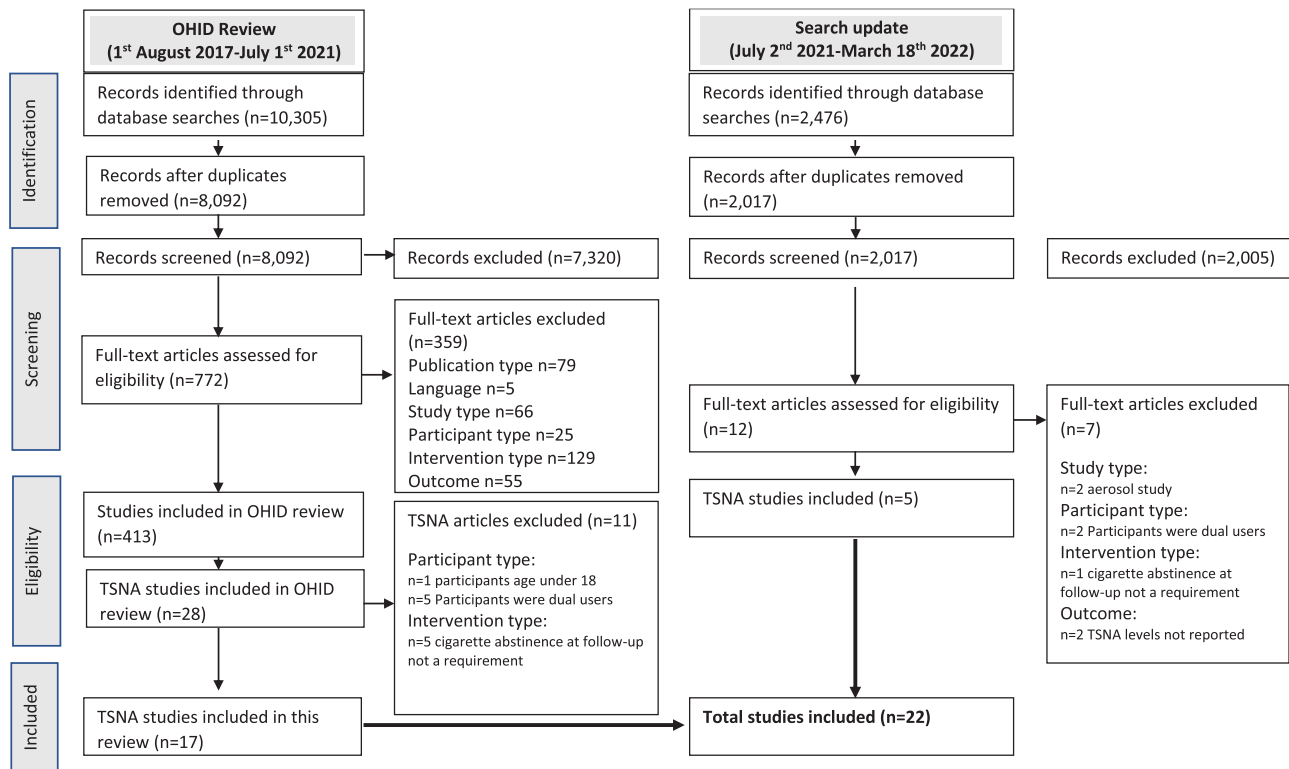 OHID Review
(1st August 2017-July 1st 2021)
Search update
(July 2nd 2021-March 18th 2022)
Identification
Records identified through
database searches (n=10,305)
Records identified through database
searches (n=2,476)
Records after duplicates
removed (n=8,092)
Records after duplicates removed
(n=2,017)
Screening
Records screened (n=8,092)
Records excluded (n=7,320)
Records screened (n=2,017)
Records excluded (n=2,005)
Full-text articles assessed for
eligibility (n=772)
Full-text articles excluded
(n=359)
Publication type n=79
Language n=5
Study type n=66
Participant type n=25
Intervention type n=129
Outcome n=55
Full-text articles assessed for eligibility
(n=12)
Full-text articles excluded
(n=7)
Study type:
n=2 aerosol study
Participant type:
n=2 Participants were dual users
Intervention type:
n=1 cigarette abstinence at
follow-up not a requirement
Outcome:
n=2 TSNA levels not reported
Eligibility
Studies included in OHID review
(n=413)
TSNA studies included in OHID
review (n=28)
TSNA articles excluded (n=11)
Participant type:
n=1 participants age under 18
n=5 Participants were dual users
Intervention type:
n=5 cigarette abstinence at follow-up
not a requirement
TSNA studies included (n=5)
Included
TSNA studies included in this
review (n=17)
Total studies included (n=22)